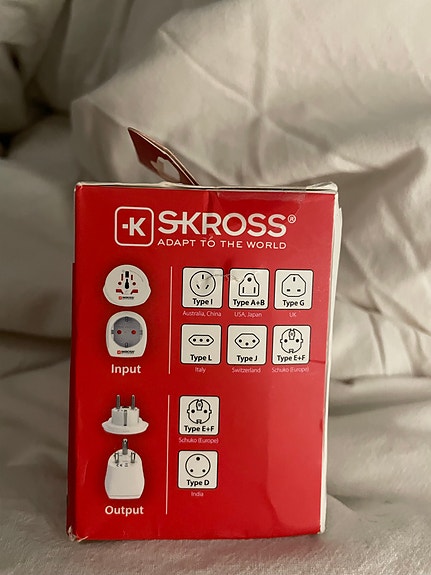 -K SKROSS®
ADAPT TO THE WORLD
Type I
Type A+B
Type G
Australia, China
USA, Japan
UK
Type L
Type J
Type E+F
Italy
Switzerland
Schuko (Europe)
Input
Type E+F
Schuko (Europe)
Type D
India
Output